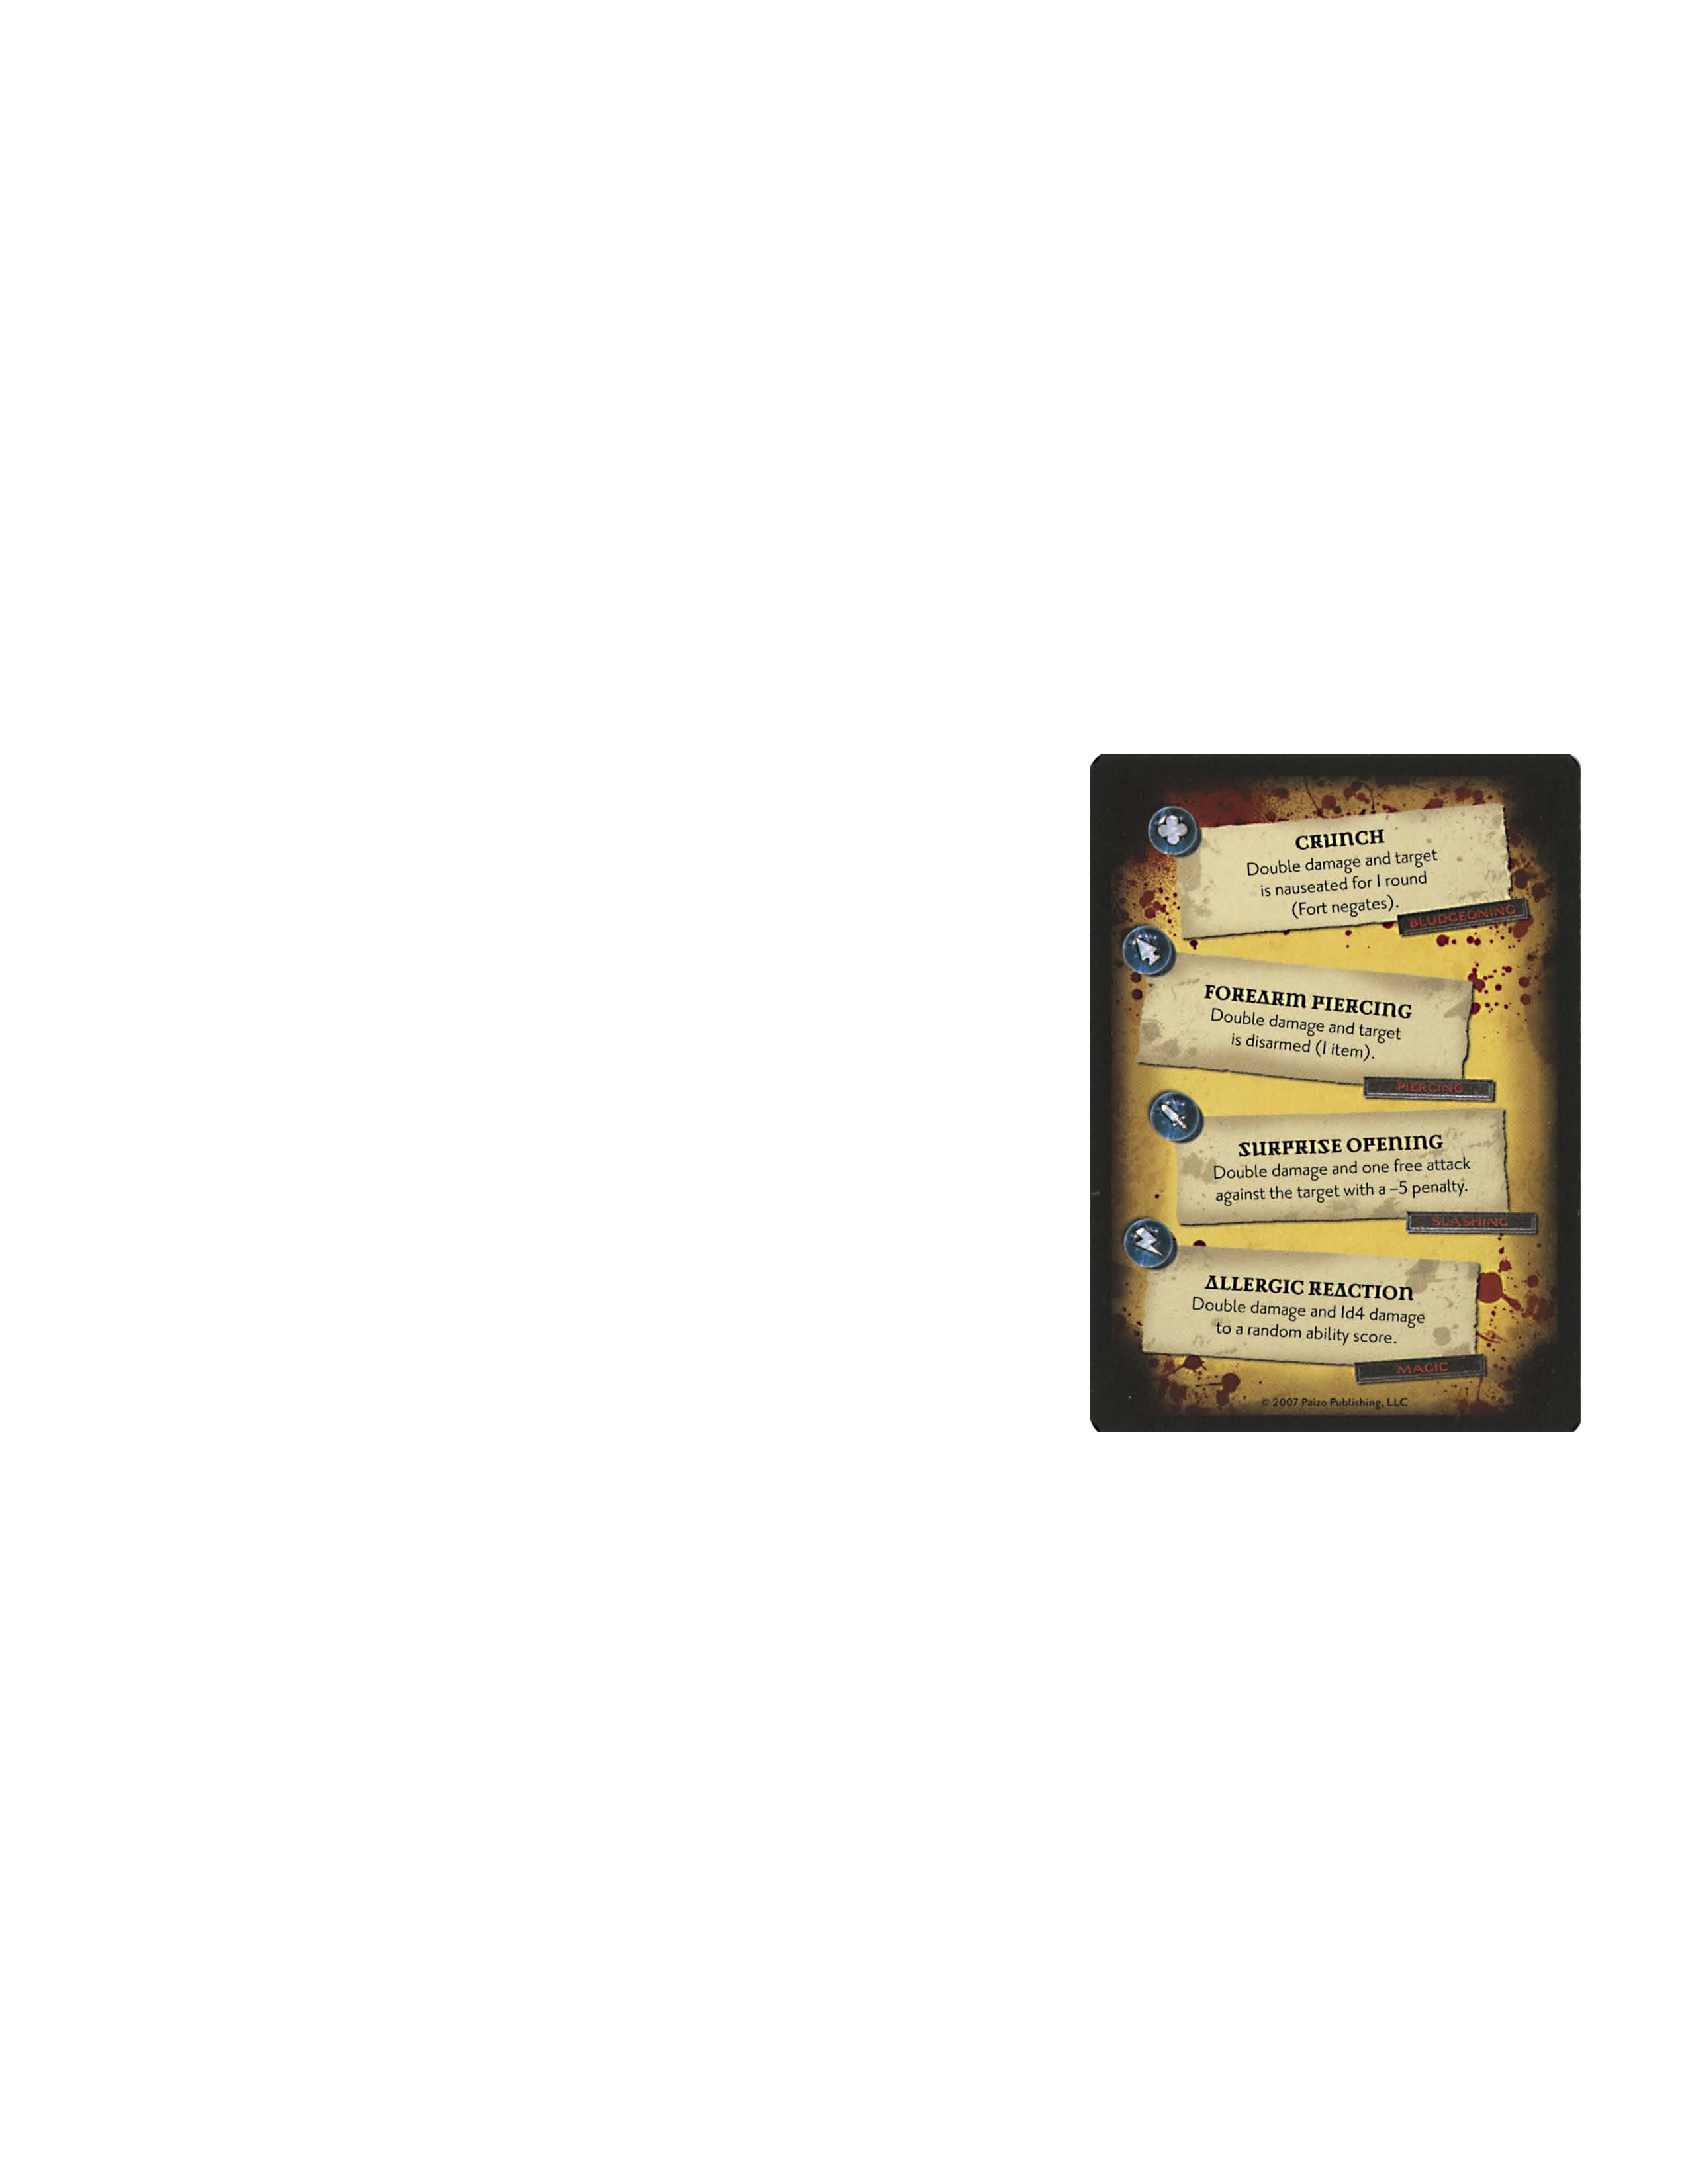 CRUNCH
Double damage and target
is nauseated for 1 round
(Fort negates).
BLUDGEONING
FOREARM PIERCING
Double damage and target
is disarmed (1 item).
PIERCING
SURPRISE OPENING
Double damage and one free attack
against the target with a –5 penalty.
SLASHING
ALLERGIC REACTION
Double damage and 1d4 damage
to a random ability score.
MAGIC
© 2007 Paizo Publishing, LLC